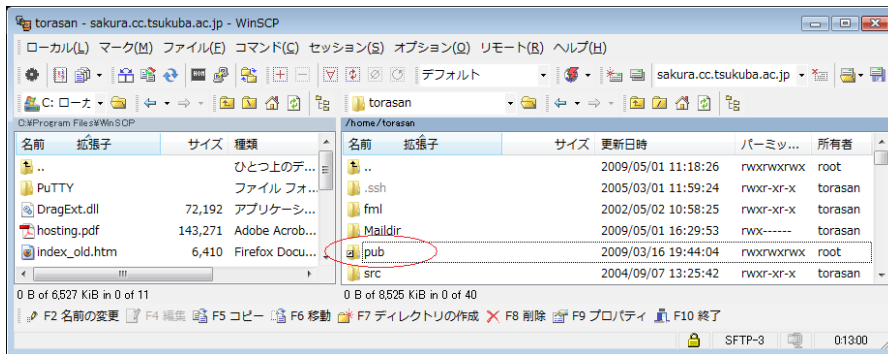 torasan - sakura.cc.tsukuba.ac.jp - WinSCP
ローカル(L) マーク(M) ファイル(F) コマンド(C) セッション(S) オプション(O) リモート(R) ヘルプ(H)
デフォルト sakura.cc.tsukuba.ac.jp
C: ローカ torasan
C:¥Program Files¥WinSCP /home/torasan
名前 拡張子 サイズ 種類 名前 拡張子 サイズ 更新日時 パーミッ... 所有者
.. ひとつ上のデ... .. 2009/05/01 11:18:26 rwxrwxrwx root
PuTTY ファイル フォ... .ssh 2005/03/01 11:59:24 rwxr-xr-x torasan
DragExt.dll 72,192 アプリケーシ... fml 2002/05/02 10:58:25 rwxr-xr-x torasan
hosting.pdf 143,271 Adobe Acrob... Maildir 2009/05/01 16:29:53 rwx------ torasan
index_old.htm 6,410 Firefox Docu... pub 2009/03/16 19:44:04 rwxrwxrwx root
src 2004/09/07 13:25:42 rwxr-xr-x torasan
0 B of 6,527 KiB in 0 of 11 0 B of 8,525 KiB in 0 of 40
F2 名前の変更 F4 編集 F5 コピー F6 移動 F7 ディレクトリの作成 F8 削除 F9 プロパティ F10 終了
SFTP-3 0:13:00